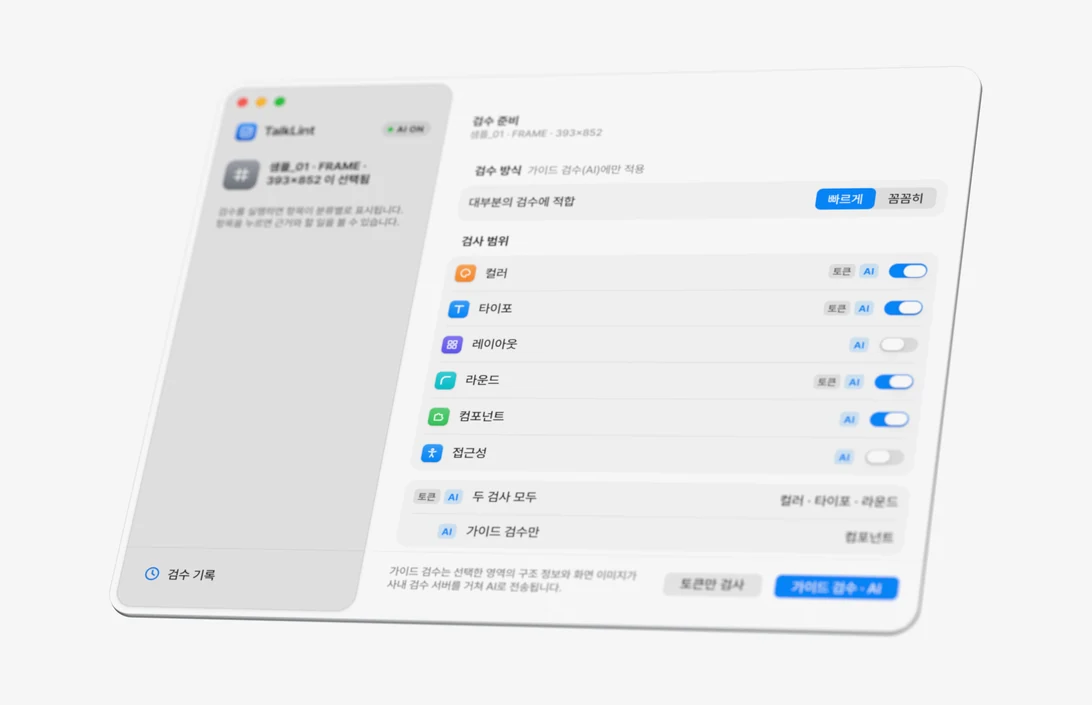 TalkLint
AI ON
샘플_01 · FRAME ·
393×852 이 선택됨
검수를 실행하면 항목이 분류별로 표시됩니다.
항목을 누르면 근거와 할 일을 볼 수 있습니다.
검수 기록
검수 준비
샘플_01 · FRAME · 393×852
검수 방식 가이드 검수(AI)에만 적용
대부분의 검수에 적합 빠르게 꼼꼼히
검사 범위
컬러 토큰 AI
타이포 토큰 AI
레이아웃 AI
라운드 토큰 AI
컴포넌트 AI
접근성 AI
토큰 AI 두 검사 모두 컬러 · 타이포 · 라운드
AI 가이드 검수만 컴포넌트
가이드 검수는 선택한 영역의 구조 정보와 화면 이미지가
사내 검수 서버를 거쳐 AI로 전송됩니다.
토큰만 검사 가이드 검수 · AI